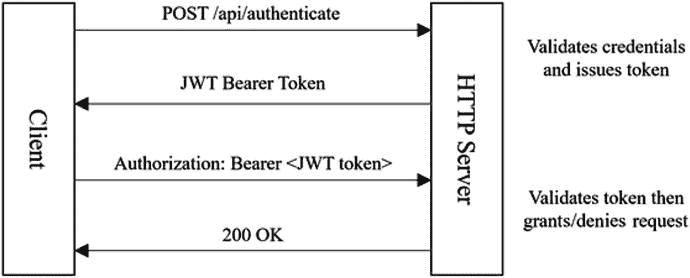 POST /api/authenticate
Validates credentials
and issues token
JWT Bearer Token
Client
HTTP Server
Authorization: Bearer <JWT token>
Validates token then
grants/denies request
200 OK